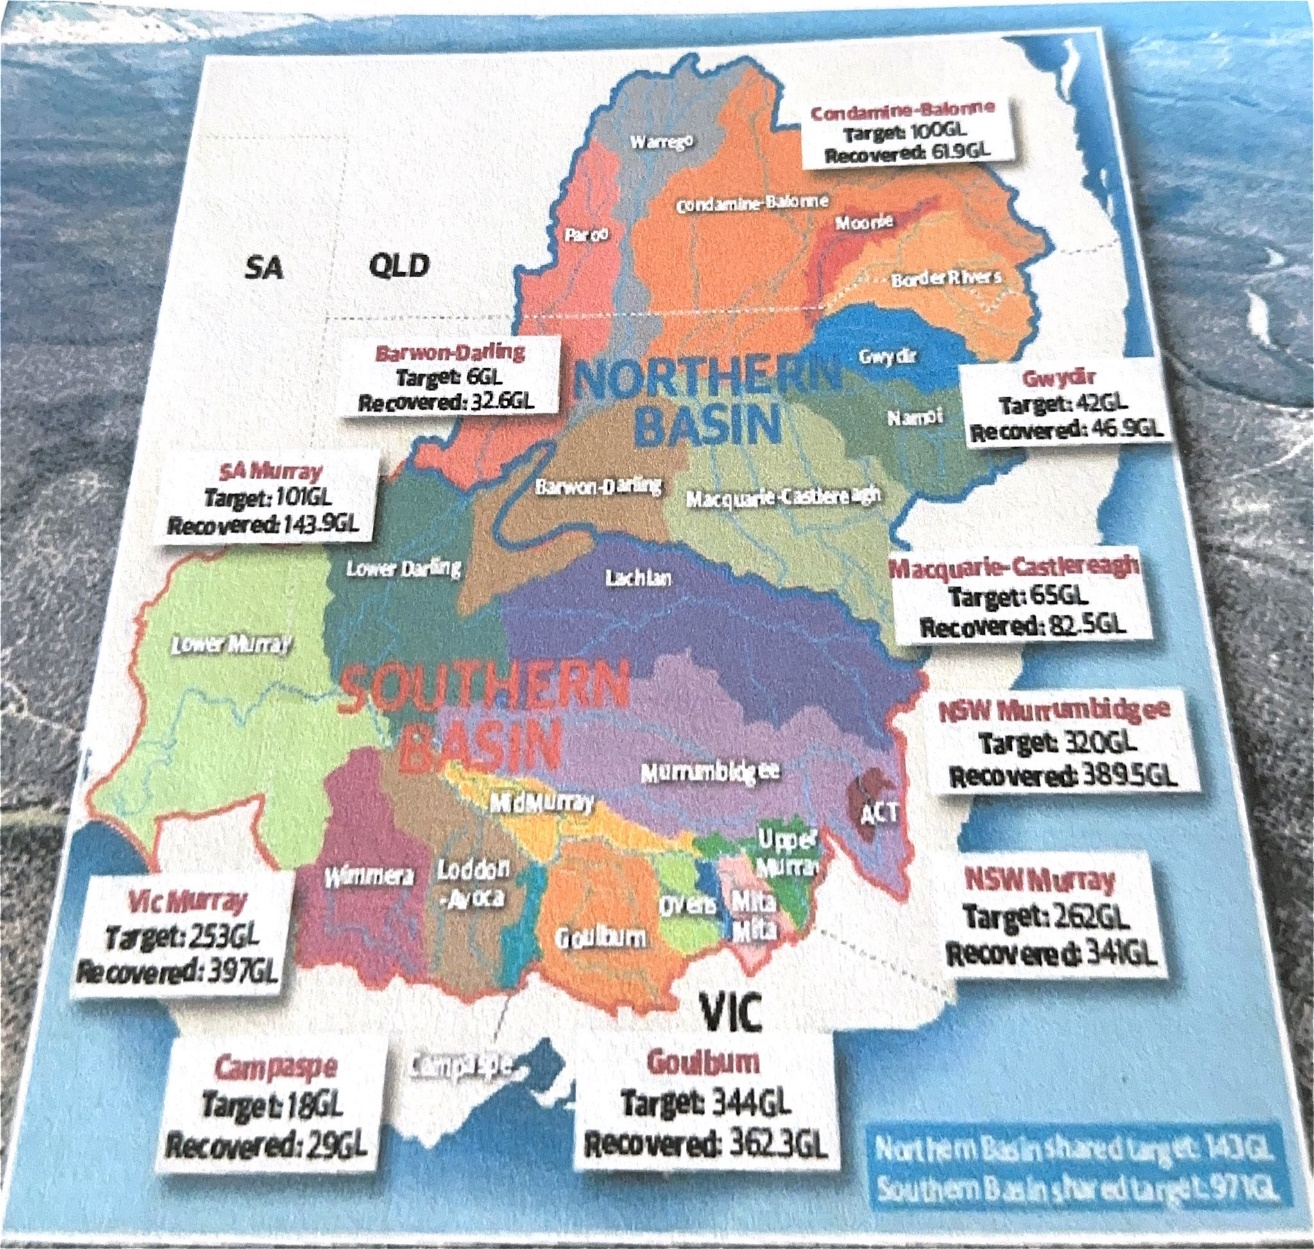 Condamine-Balonne
Target: 100GL
Recovered: 61.9GL
Warrego
Condamine-Balonne
Moonie
Paroo
SA
QLD
Border Rivers
Barwon-Darling
Target: 6GL
Recovered: 32.6GL
NORTHERN
BASIN
Gwydir
Gwydir
Target: 42GL
Recovered: 46.9GL
Namoi
SA Murray
Target: 101GL
Recovered: 143.9GL
Barwon-Darling
Macquarie-Castlereagh
Lower Darling
Lachlan
Macquarie-Castlereagh
Target: 65GL
Recovered: 82.5GL
Lower Murray
SOUTHERN
BASIN
NSW Murrumbidgee
Target: 320GL
Recovered: 389.5GL
Murrumbidgee
Mid Murray
ACT
Upper
Murray
Wimmera
Loddon
-Avoca
Ovens
Mita
Mita
Goulburn
NSW Murray
Target: 262GL
Recovered: 341GL
Vic Murray
Target: 253GL
Recovered: 397GL
VIC
Campaspe
Target: 18GL
Recovered: 29GL
Campaspe
Goulburn
Target: 344GL
Recovered: 362.3GL
Northern Basin shared target: 143GL
Southern Basin shared target: 971GL